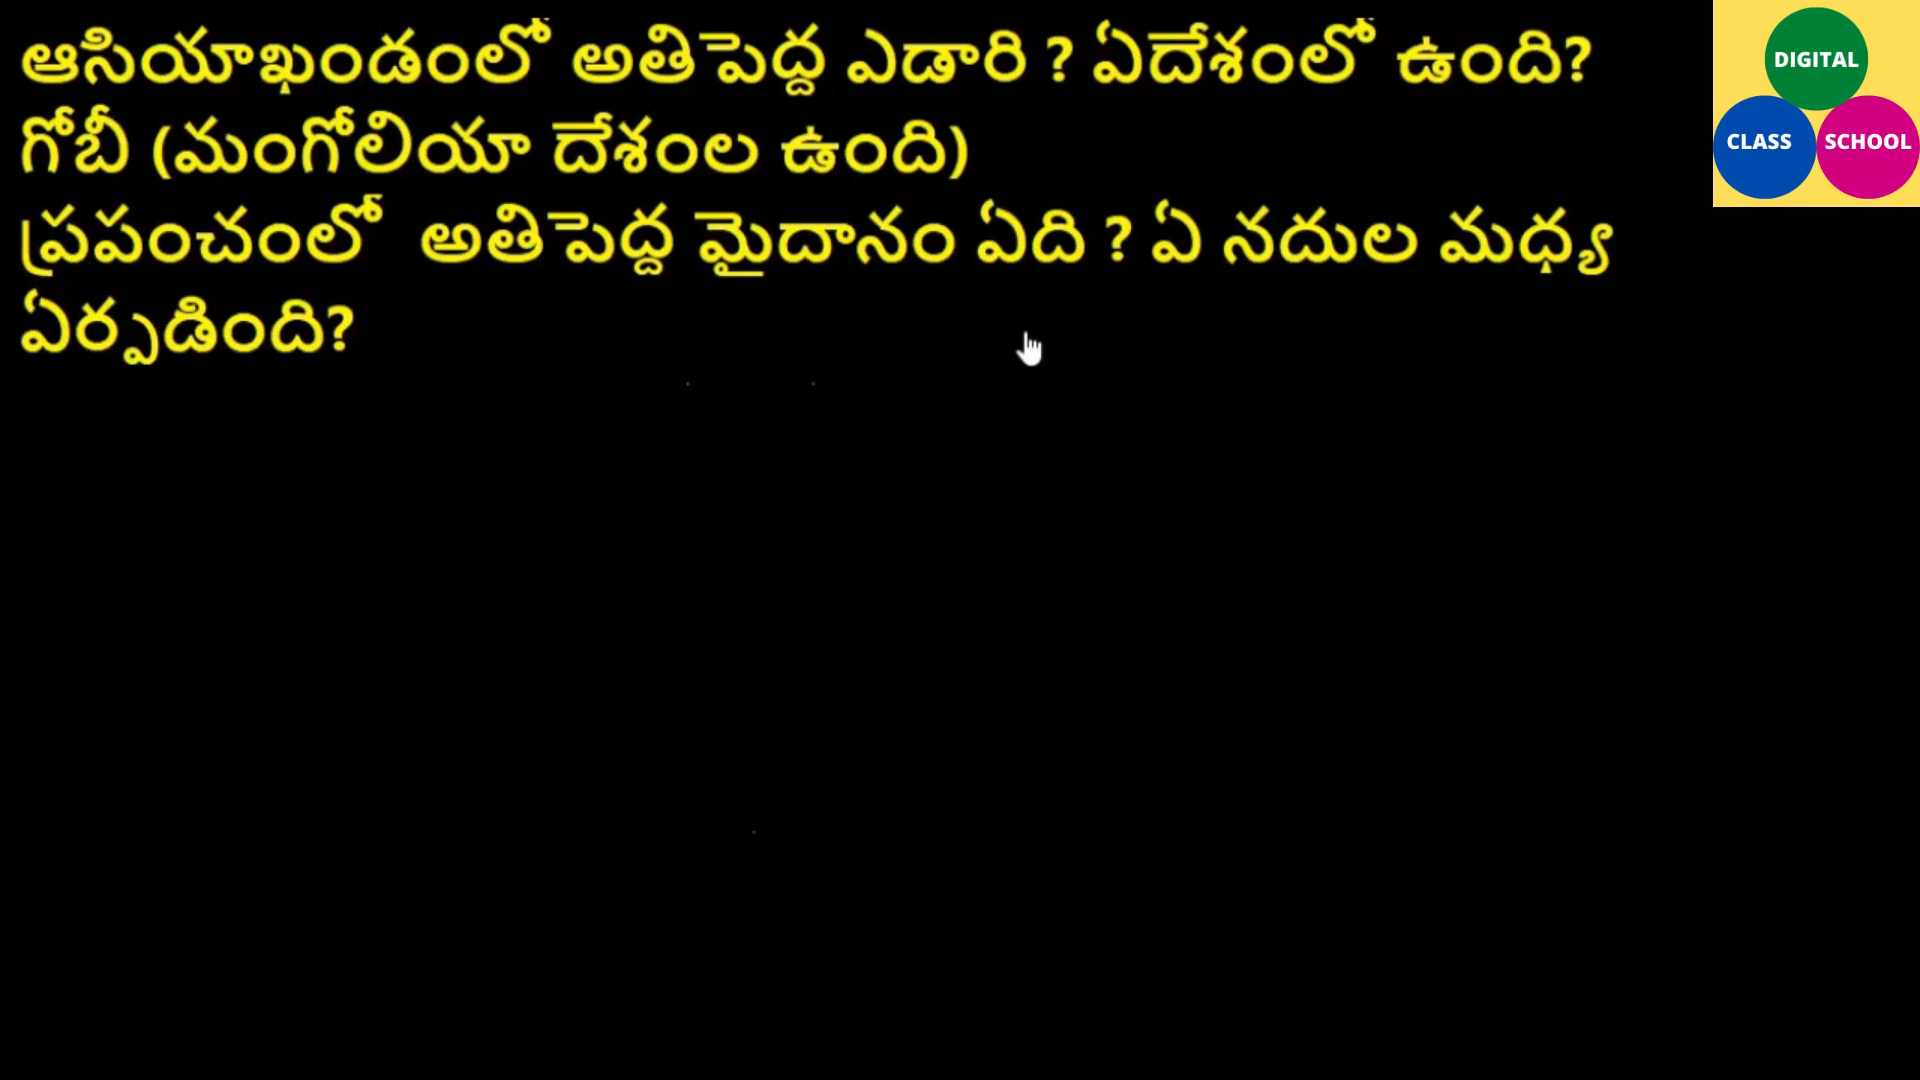 ఆసియాఖండంలో అతిపెద్ద ఎడారి ? ఏదేశంలో ఉంది?
గోబీ (మంగోలియా దేశంల ఉంది)
ప్రపంచంలో అతిపెద్ద మైదానం ఏది ? ఏ నదుల మధ్య
ఏర్పడింది?
DIGITAL
CLASS SCHOOL